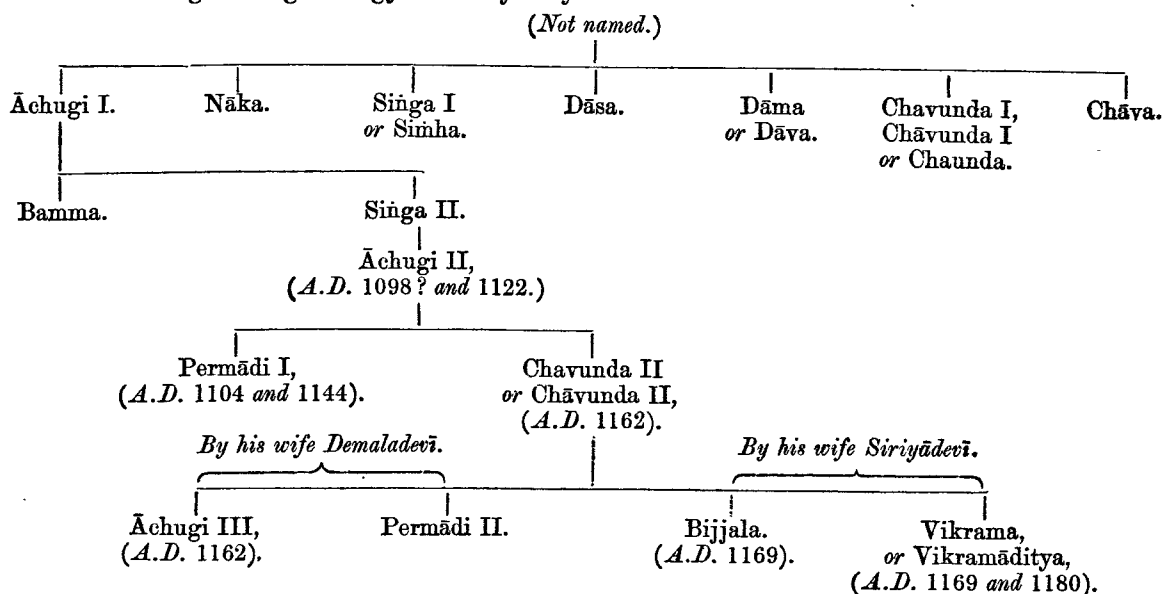 (Not named.)
Āchugi I. Nāka. Siṅga I Dāsa. Dāma Chavunda I, Chāva.
or Siṁha. or Dāva. Chāvunda I
or Chaunda.
Bamma. Siṅga II.
Āchugi II,
(A.D. 1098 ? and 1122.)
Permādi I, Chavunda II
(A.D. 1104 and 1144). or Chāvunda II,
(A.D. 1162).
By his wife Demaladevī. By his wife Siriyādevī.
Āchugi III, Permādi II. Bijjala. Vikrama,
(A.D. 1162). (A.D. 1169). or Vikramāditya,
(A.D. 1169 and 1180).